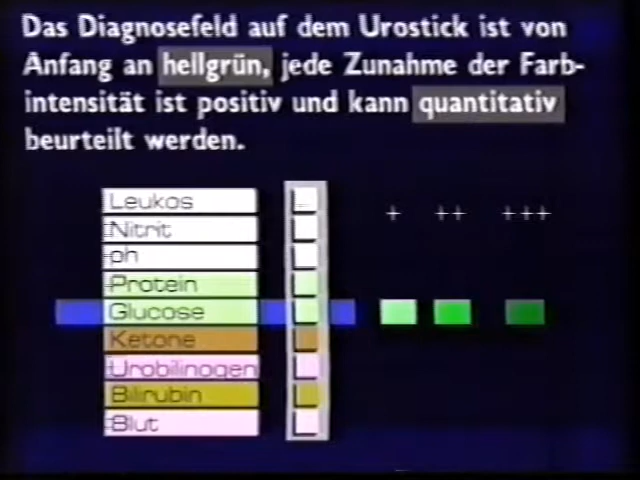 Das Diagnosefeld auf dem Urostick ist von
Anfang an hellgrün, jede Zunahme der Farb-
intensität ist positiv und kann quantitativ
beurteilt werden.
Leukos
+ ++ +++
Nitrit
ph
Protein
Glucose
Ketone
Urobilinogen
Bilirubin
Blut